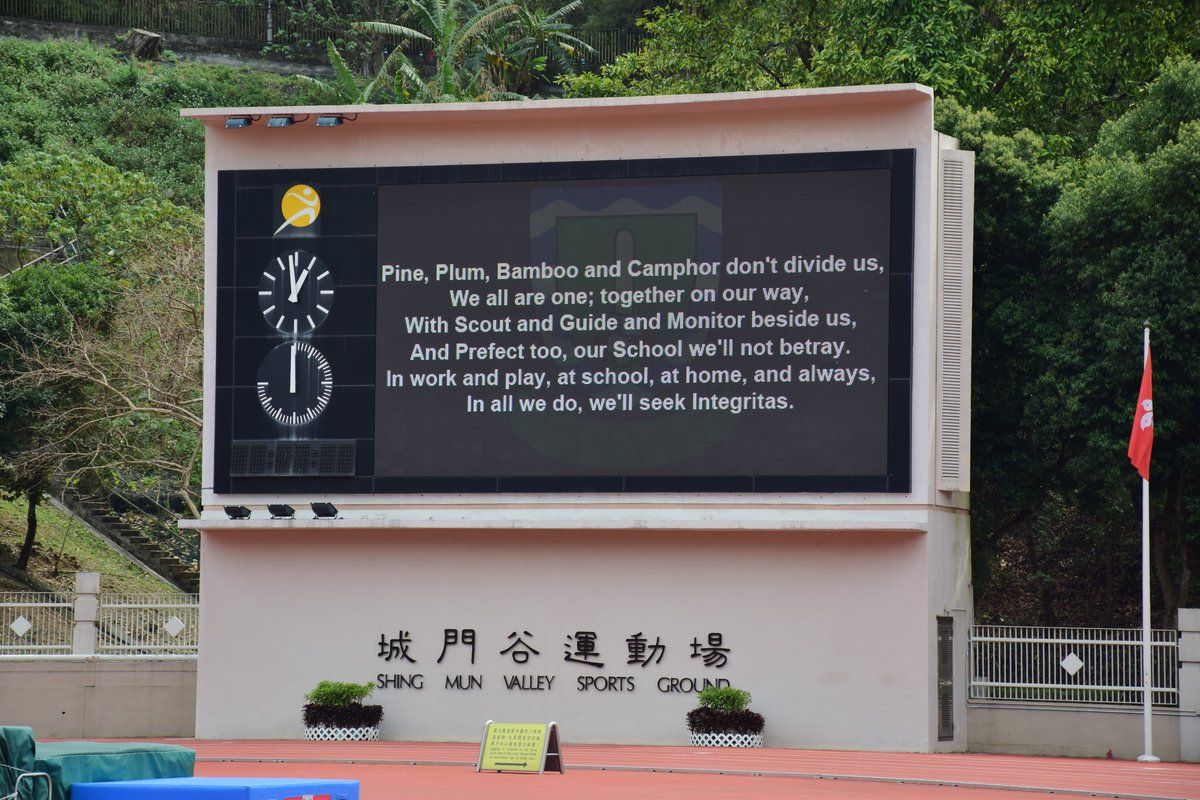 Pine, Plum, Bamboo and Camphor don't divide us,
We all are one; together on our way,
With Scout and Guide and Monitor beside us,
And Prefect too, our School we'll not betray.
In work and play, at school, at home, and always,
In all we do, we'll seek Integritas.
城門谷運動場
SHING MUN VALLEY SPORTS GROUND